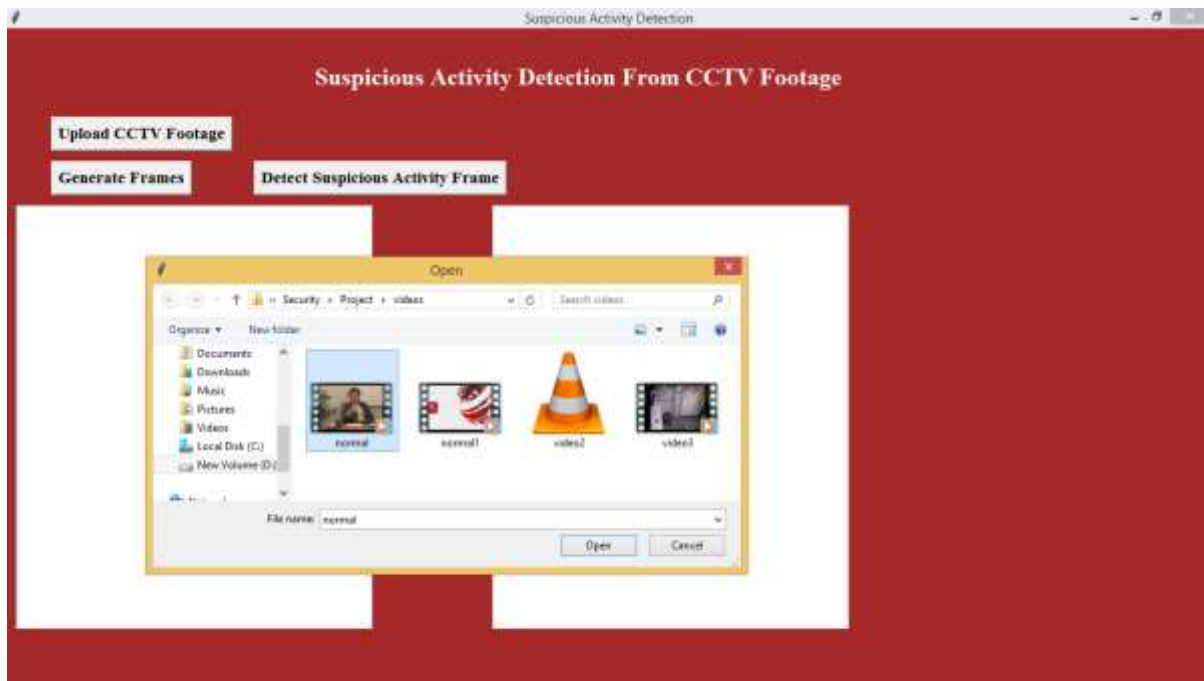 Suspicious Activity Detection
Suspicious Activity Detection From CCTV Footage
Upload CCTV Footage
Generate Frames
Detect Suspicious Activity Frame
Open
Security
Project
videos
Search videos
Organize
New folder
Documents
Downloads
Music
Pictures
Videos
Local Disk (C:)
New Volume (D:)
normal
normal1
video2
video3
File name:
normal
Open
Cancel